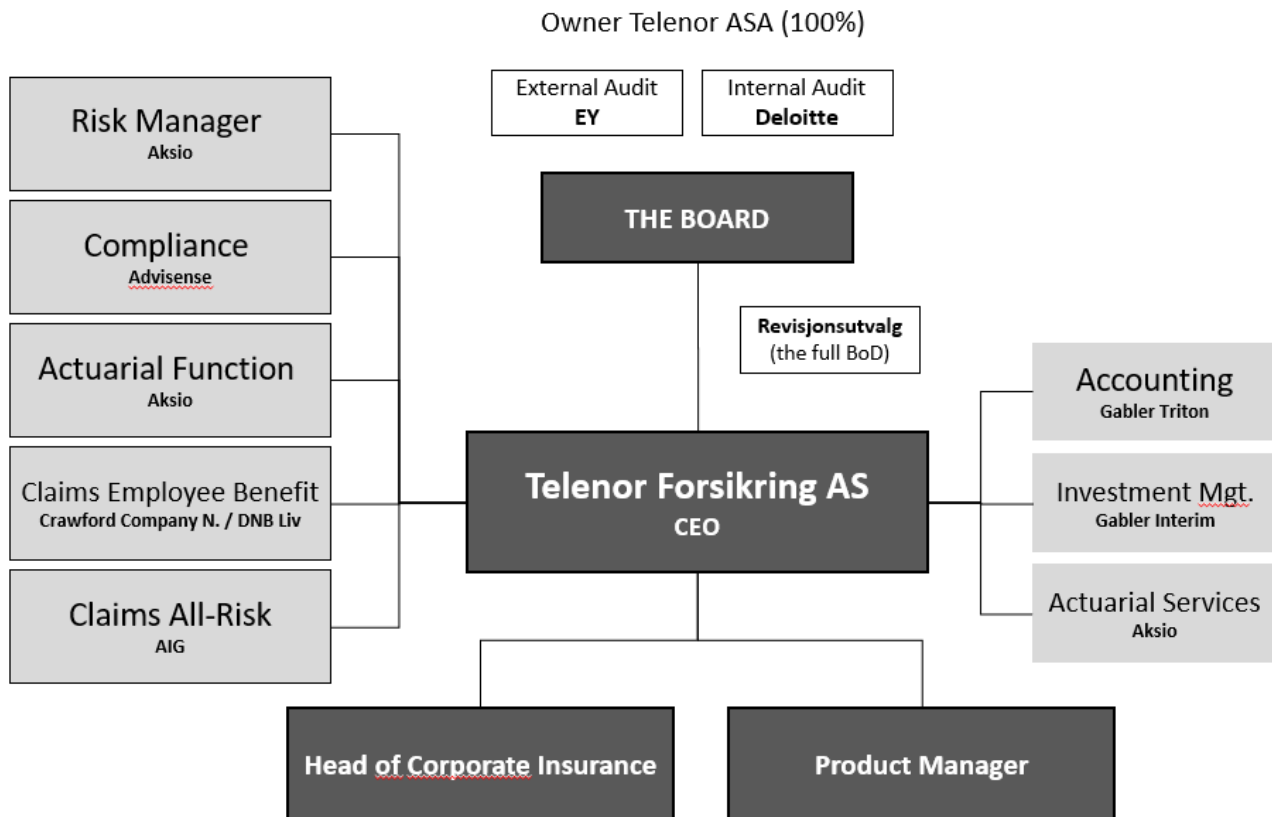 Owner Telenor ASA (100%)
External Audit
EY
Internal Audit
Deloitte
THE BOARD
Revisjonsutvalg
(the full BoD)
Risk Manager
Aksio
Compliance
Advisense
Actuarial Function
Aksio
Claims Employee Benefit
Crawford Company N. / DNB Liv
Claims All-Risk
AIG
Telenor Forsikring AS
CEO
Accounting
Gabler Triton
Investment Mgt.
Gabler Interim
Actuarial Services
Aksio
Head of Corporate Insurance
Product Manager